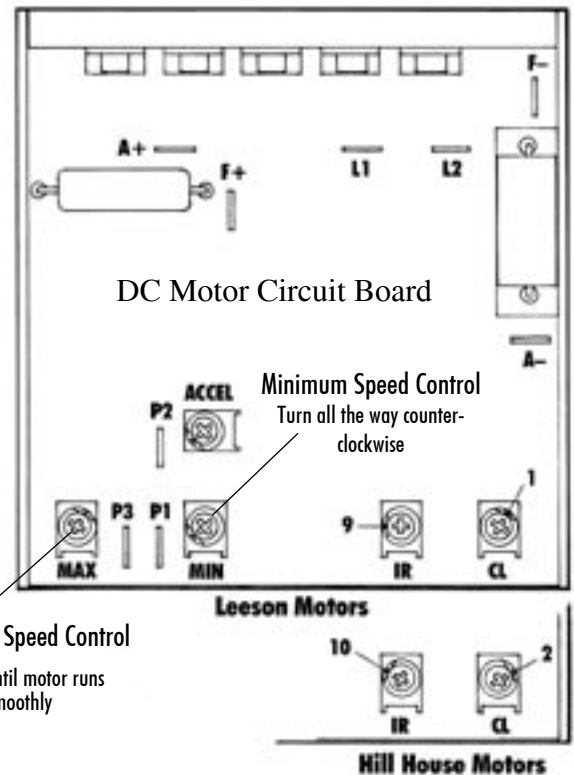 F–
A+
F+
L1
L2
DC Motor Circuit Board
A–
ACCEL
P2
Minimum Speed Control
Turn all the way counter-
clockwise
1
P3
P1
9
MAX
MIN
IR
CL
Leeson Motors
Speed Control
motor runs
10
2
IR
CL
Hill House Motors